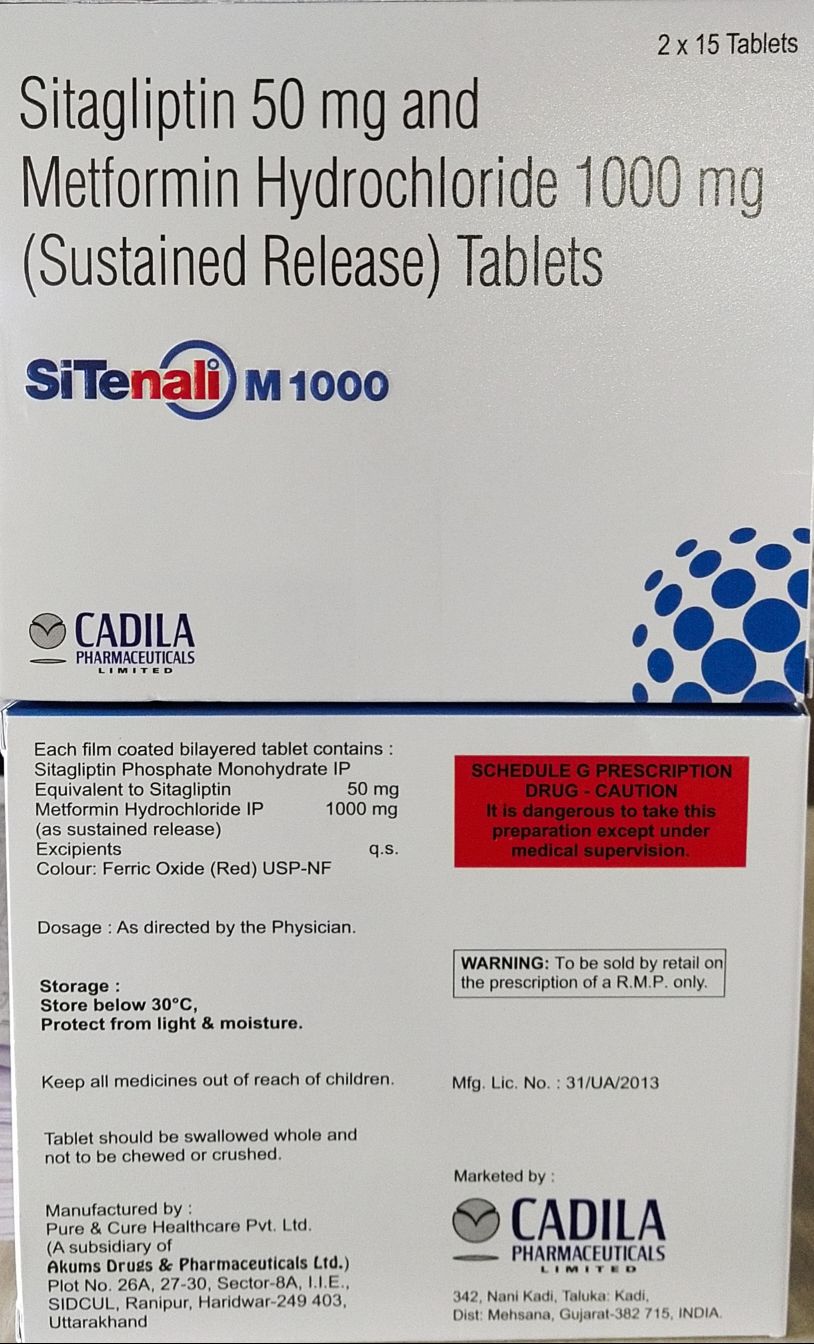 2 x 15 Tablets
Sitagliptin 50 mg and
Metformin Hydrochloride 1000 mg
(Sustained Release) Tablets
SiTenali M 1000
CADILA
PHARMACEUTICALS
LIMITED
Each film coated bilayered tablet contains :
Sitagliptin Phosphate Monohydrate IP
Equivalent to Sitagliptin 50 mg
Metformin Hydrochloride IP 1000 mg
(as sustained release)
Excipients q.s.
Colour: Ferric Oxide (Red) USP-NF
Dosage : As directed by the Physician.
Storage :
Store below 30°C,
Protect from light & moisture.
Keep all medicines out of reach of children.
Tablet should be swallowed whole and
not to be chewed or crushed.
Manufactured by :
Pure & Cure Healthcare Pvt. Ltd.
(A subsidiary of
Akums Drugs & Pharmaceuticals Ltd.)
Plot No. 26A, 27-30, Sector-8A, I.I.E.,
SIDCUL, Ranipur, Haridwar-249 403,
Uttarakhand
SCHEDULE G PRESCRIPTION
DRUG - CAUTION
It is dangerous to take this
preparation except under
medical supervision.
WARNING: To be sold by retail on
the prescription of a R.M.P. only.
Mfg. Lic. No. : 31/UA/2013
Marketed by :
CADILA
PHARMACEUTICALS
LIMITED
342, Nani Kadi, Taluka: Kadi,
Dist: Mehsana, Gujarat-382 715, INDIA.